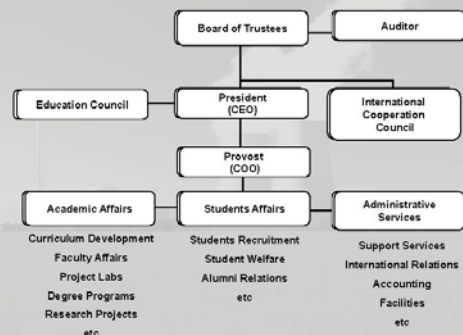 Board of Trustees
Auditor
Education Council
President
(CEO)
International
Cooperation
Council
Provost
(COO)
Academic Affairs
Students Affairs
Administrative
Services
Curriculum Development
Faculty Affairs
Project Labs
Degree Programs
Research Projects
etc
Students Recruitment
Student Welfare
Alumni Relations
etc
Support Services
International Relations
Accounting
Facilities
etc